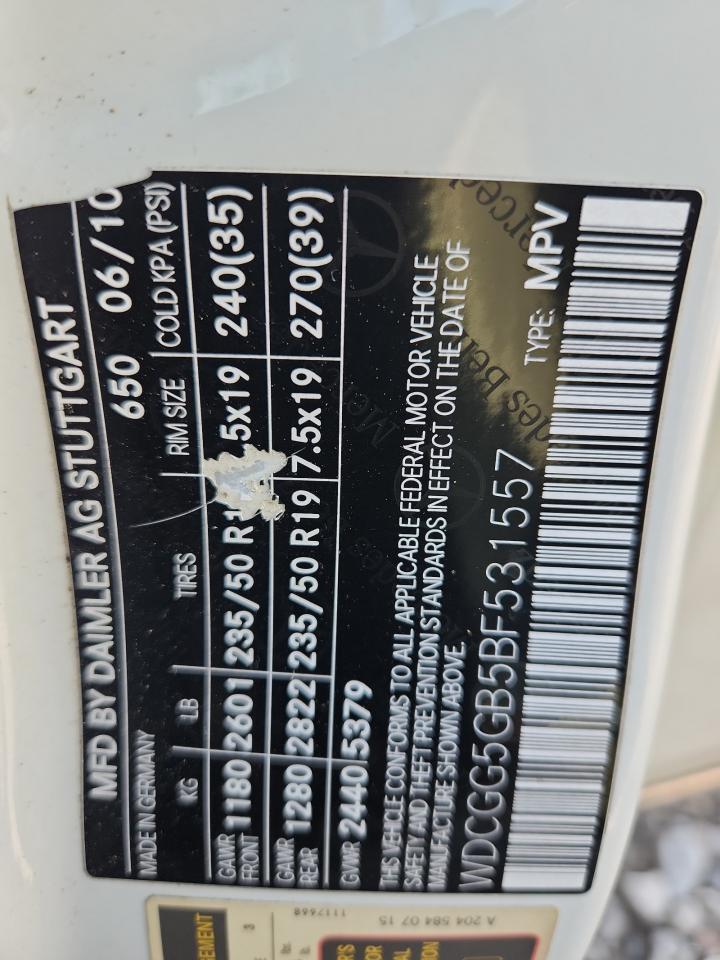 MFD BY DAIMLER AG STUTTGART
MADE IN GERMANY 650 06/10
KG LB TIRES RIM SIZE COLD KPA (PSI)
GAWR FRONT 1180 2601 235/50 R1 5x19 240(35)
GAWR REAR 1280 2822 235/50 R19 7.5x19 270(39)
GVWR 2440 5379
THIS VEHICLE CONFORMS TO ALL APPLICABLE FEDERAL MOTOR VEHICLE
SAFETY AND THEFT PREVENTION STANDARDS IN EFFECT ON THE DATE OF
MANUFACTURE SHOWN ABOVE.
WDCGG5GB5BF531557 TYPE: MPV
A 204 584 07 15
1117668